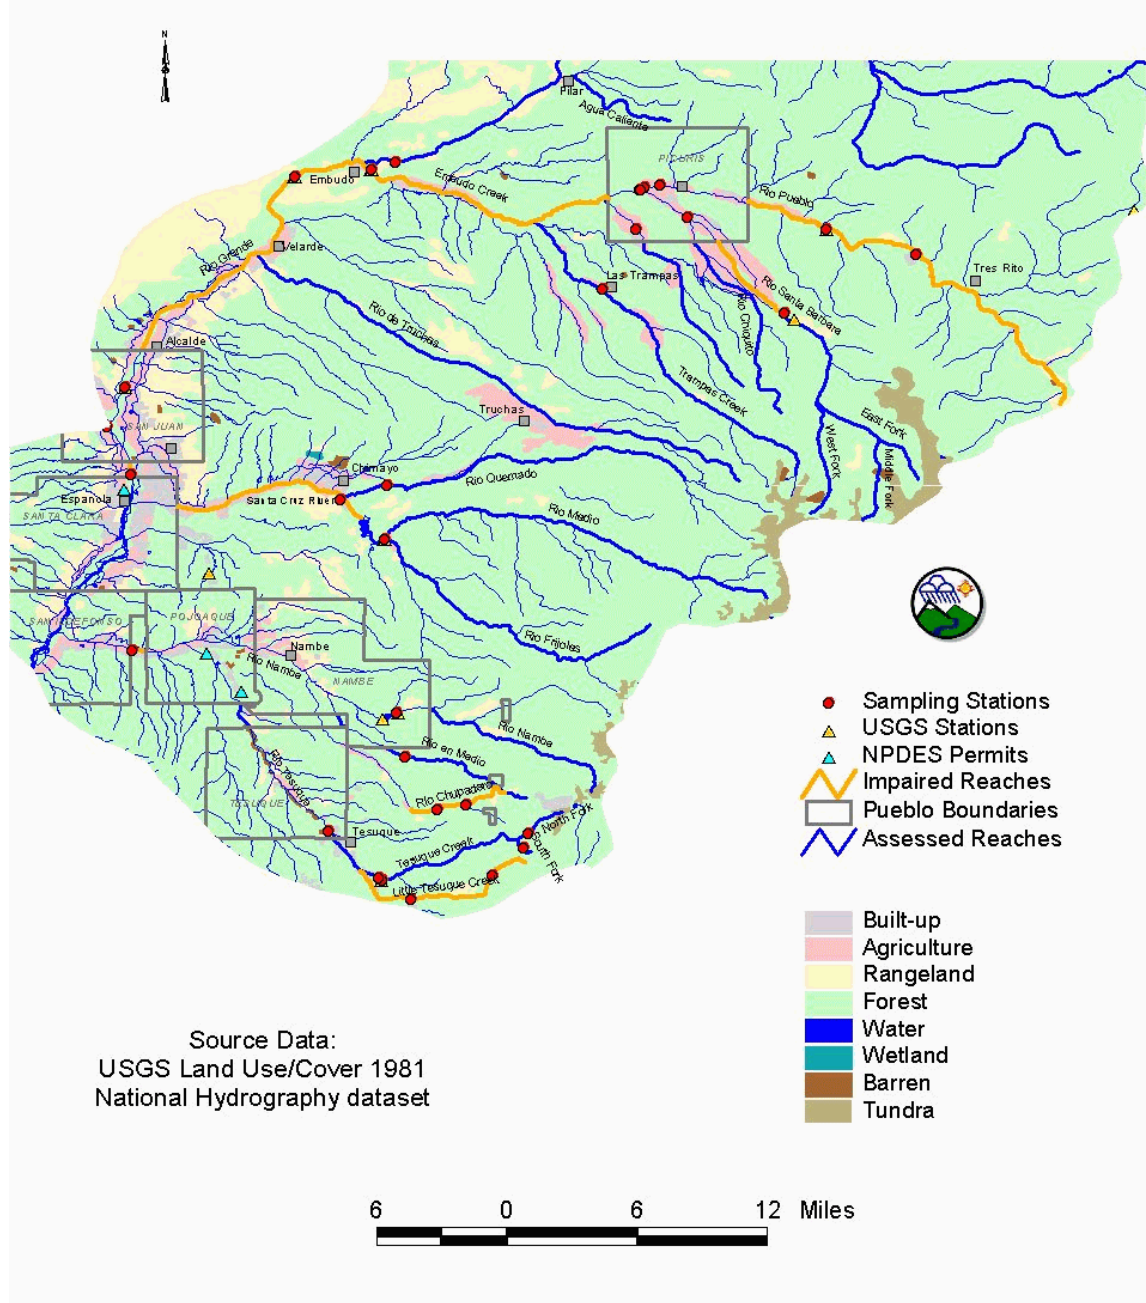 N
Pilar
Agua Caliente
PICURIS
Embudo
Embudo Creek
Rio Pueblo
Rio Grande
Velarde
Las Trampas
Tres Rito
Rio Santa Barbara
Rio Chiquito
Rio de Truchas
Alcalde
Trampas Creek
Truchas
SAN JUAN
East Fork
West Fork
Middle Fork
Chimayo
Rio Quemado
Santa Cruz River
Espanola
SANTA CLARA
Rio Medio
SAN ILDEFONSO
POJOAQUE
Rio Frijoles
Nambe
Rio Nambe
NAMBE
Rio Nambe
Rio en Medio
Rio Tesuque
Rio Chupadero
TESUQUE
North Fork
Tesuque
Tesuque Creek
South Fork
Little Tesuque Creek
Sampling Stations
USGS Stations
NPDES Permits
Impaired Reaches
Pueblo Boundaries
Assessed Reaches
Built-up
Agriculture
Rangeland
Forest
Water
Wetland
Barren
Tundra
Source Data:
USGS Land Use/Cover 1981
National Hydrography dataset
6 0 6 12 Miles